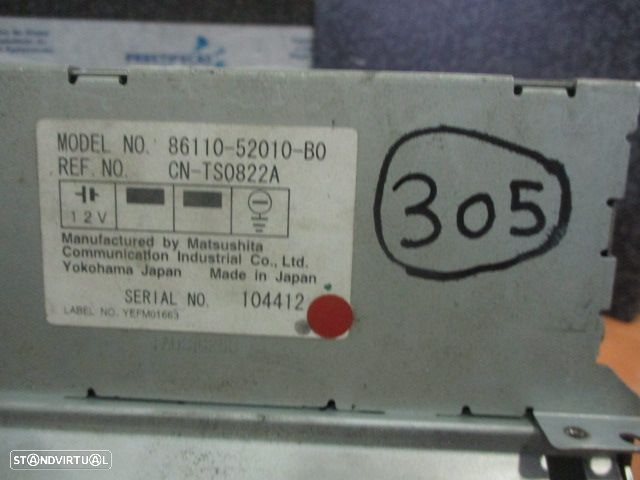 MODEL NO. 86110-52010-B0
REF. NO. CN-TS0822A
12V
Manufactured by Matsushita
Communication Industrial Co., Ltd.
Yokohama Japan Made in Japan
SERIAL NO. 104412
LABEL NO. YEFM01663
305
STANDVIRTUAL